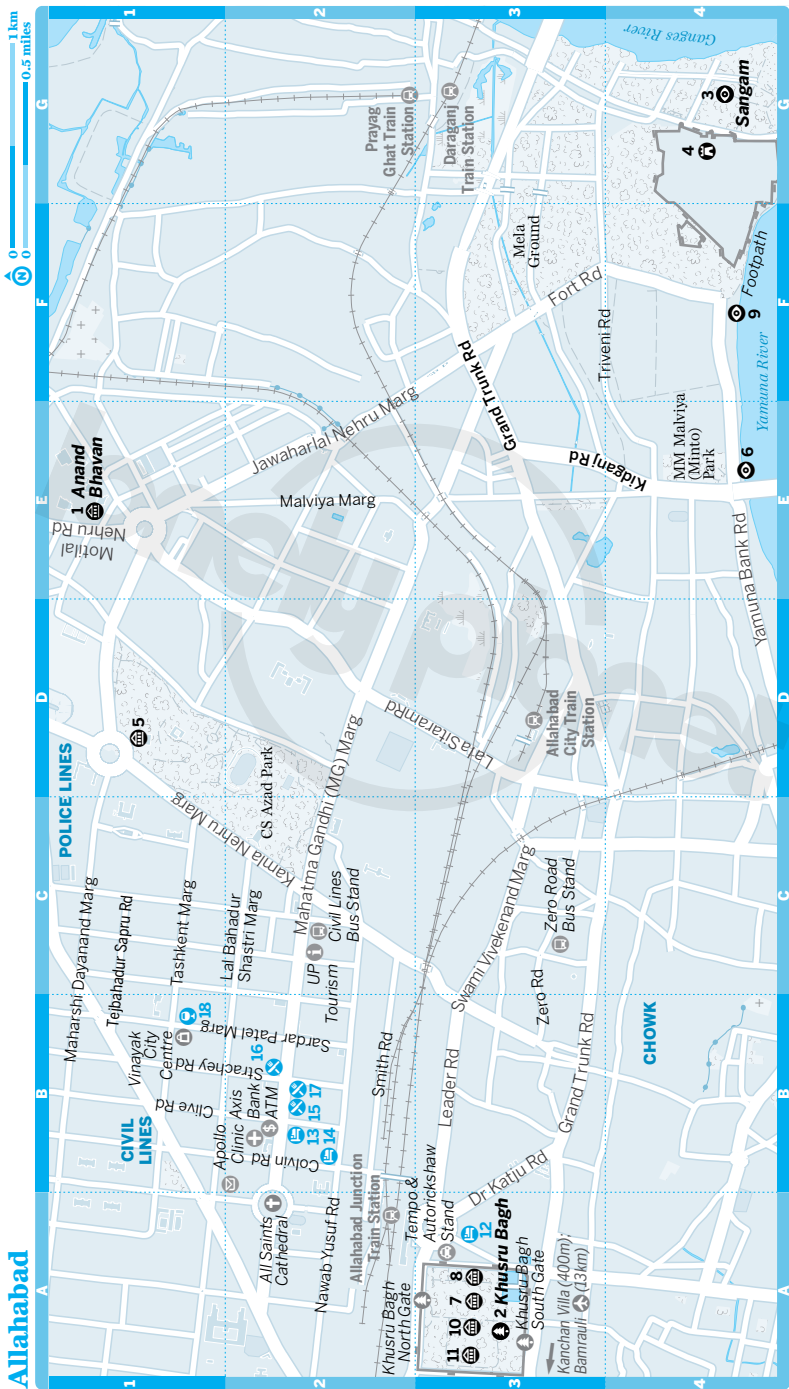 Allahabad
0
1 km
0
0.5 miles
N
A
B
C
D
E
F
G
1
2
3
4
POLICE LINES
CIVIL
LINES
CHOWK
Maharshi Dayanand Marg
Tejbahadur Sapru Rd
Tashkent Marg
Lal Bahadur
Shastri Marg
Kamla Nehru Marg
CS Azad Park
5
Motilal
Nehru Rd
1 Anand
Bhavan
Vinayak
City
Centre
18
Sardar Patel Marg
Strachey Rd
16
Clive Rd
Axis
Bank
ATM
15 17
13
14
Apollo
Clinic
Colvin Rd
All Saints
Cathedral
Nawab Yusuf Rd
UP
Tourism
Civil Lines
Bus Stand
Mahatma Gandhi (MG) Marg
Malviya Marg
Jawaharlal Nehru Marg
Prayag
Ghat Train
Station
Daraganj
Train Station
Smith Rd
Leader Rd
Allahabad Junction
Train Station
Tempo &
Autorickshaw
Stand
12
Dr Katju Rd
Khusru Bagh
North Gate
11 10 7 8
2 Khusru Bagh
Khusru Bagh
South Gate
Kanchan Villa (400m);
Bamrauli (13km)
Swami Vivekenand Marg
Zero Rd
Zero Road
Bus Stand
Grand Trunk Rd
Lala Sitaram Rd
Allahabad
City Train
Station
Grand Trunk Rd
Kidganj Rd
Fort Rd
Mela
Ground
Triveni Rd
MM Malviya
(Minto)
Park
6
Yamuna Bank Rd
Yamuna River
9
Footpath
4
3
Sangam
Ganges River
lonely planet